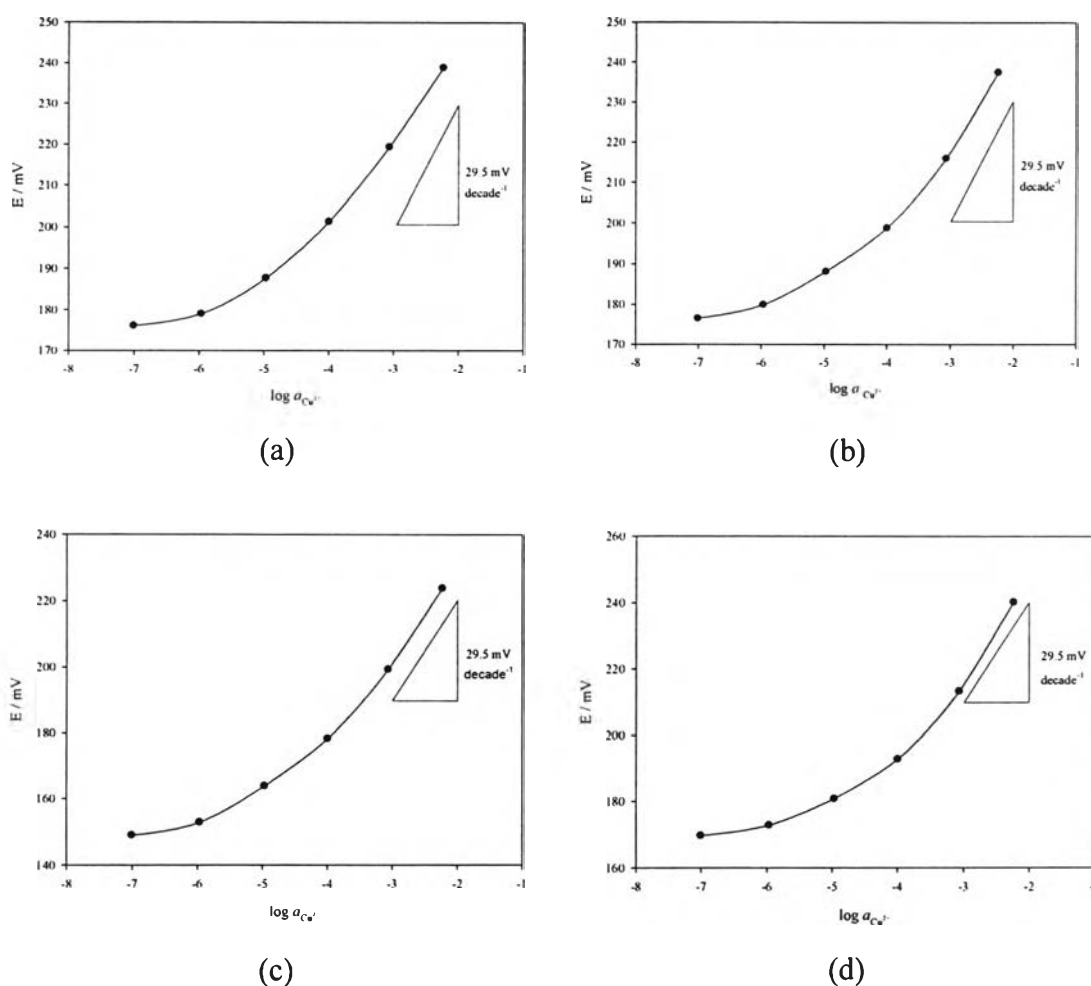 250
240
230
220
210
200
190
180
170
E / mV
29.5 mV
decade⁻¹
-8 -7 -6 -5 -4 -3 -2 -1
log a
(a)
250
240
230
220
210
200
190
180
170
E / mV
29.5 mV
decade⁻¹
-8 -7 -6 -5 -4 -3 -2 -1
log a
(b)
240
220
200
180
160
140
E / mV
29.5 mV
decade⁻¹
-8 -7 -6 -5 -4 -3 -2 -1
log a
(c)
260
240
220
200
180
160
E / mV
29.5 mV
decade⁻¹
-8 -7 -6 -5 -4 -3 -2
log a
(d)